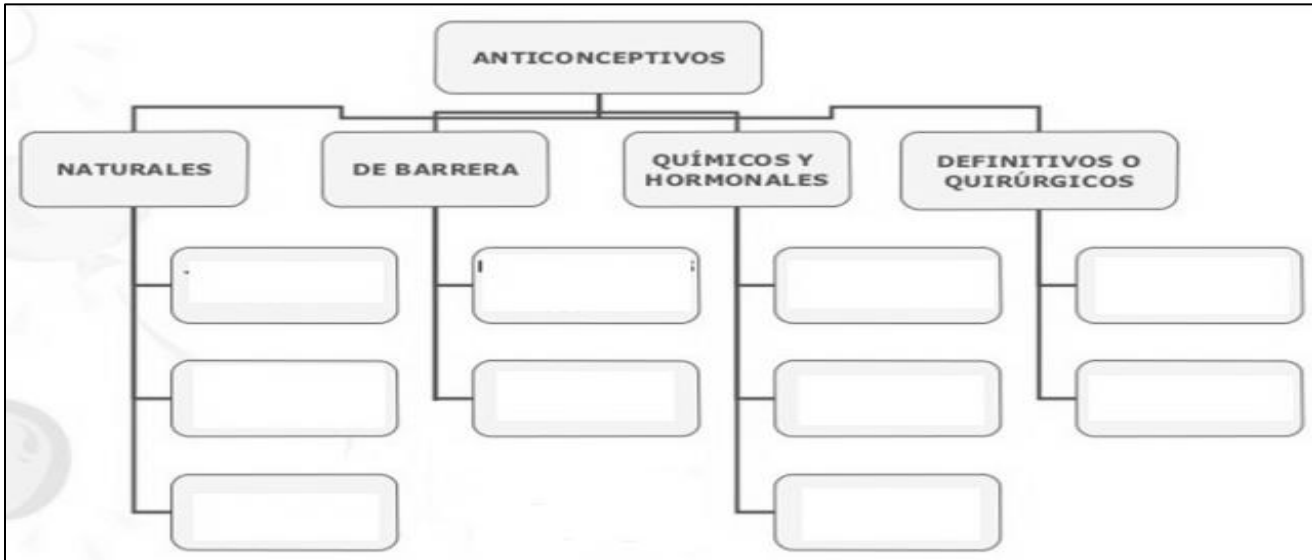 ANTICONCEPTIVOS
NATURALES
DE BARRERA
QUÍMICOS Y
HORMONALES
DEFINITIVOS O
QUIRÚRGICOS